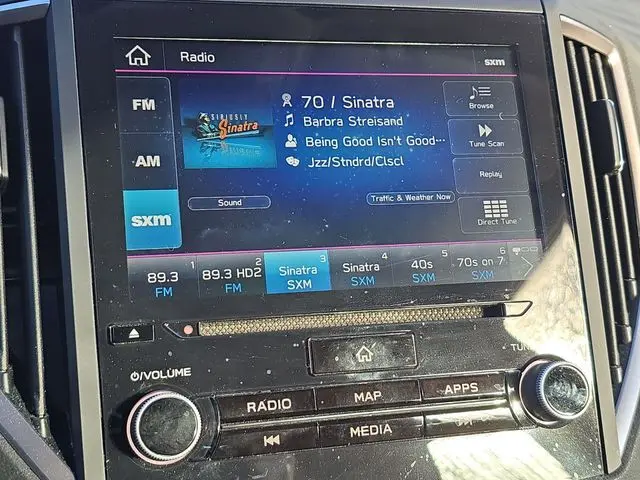 Radio
sxm
FM
AM
sxm
SIRIUSLY
Sinatra
70 / Sinatra
Barbra Streisand
Being Good Isn't Good···
Jzz/Stndrd/Clscl
Browse
Tune Scan
Replay
Direct Tune
Sound
Traffic & Weather Now
1
89.3
FM
2
89.3 HD2
FM
3
Sinatra
SXM
4
Sinatra
SXM
5
40s
SXM
6
70s on 7
SXM
/VOLUME
RADIO
MAP
APPS
MEDIA